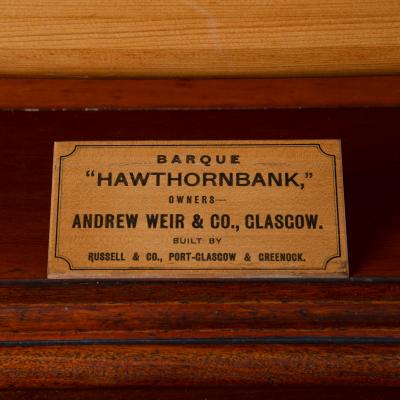 BARQUE
“HAWTHORNBANK,”
OWNERS—
ANDREW WEIR & CO., GLASGOW.
BUILT BY
RUSSELL & CO., PORT-GLASGOW & GREENOCK.